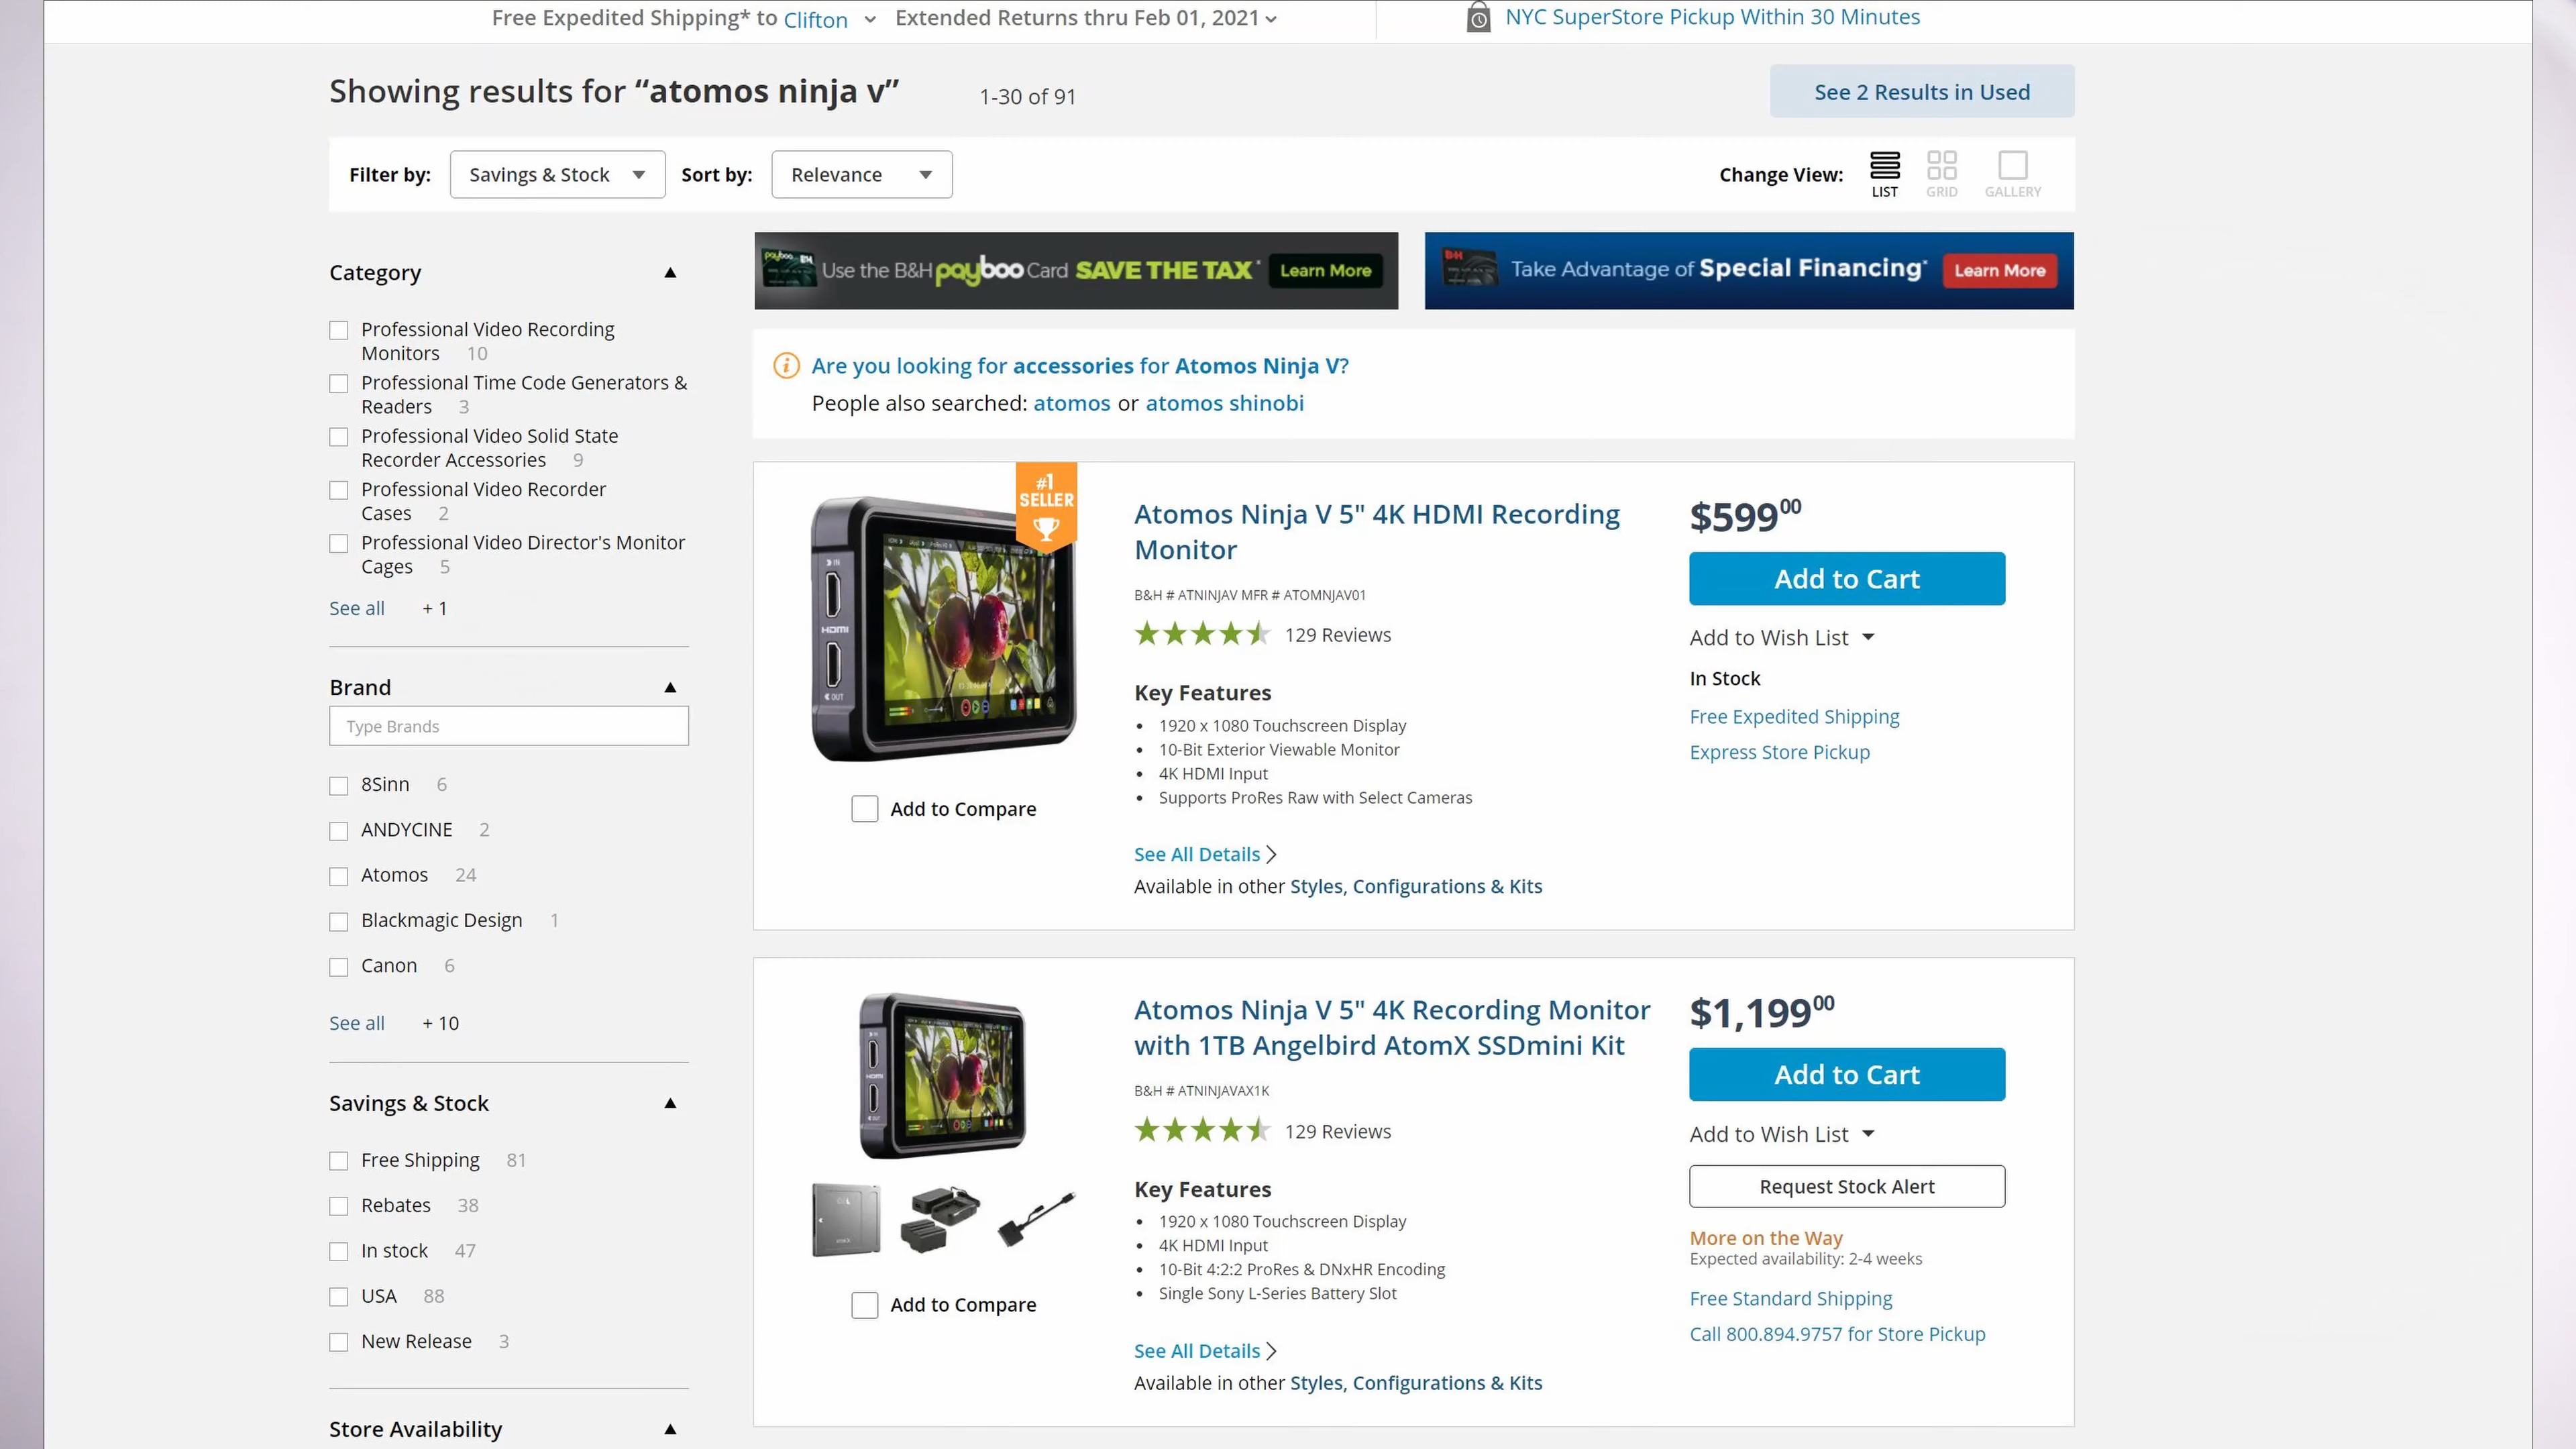 Free Expedited Shipping* to Clifton
Extended Returns thru Feb 01, 2021
NYC SuperStore Pickup Within 30 Minutes
Showing results for “atomos ninja v”
1-30 of 91
See 2 Results in Used
Filter by:
Savings & Stock
Sort by:
Relevance
Change View:
LIST
GRID
GALLERY
Category
Professional Video Recording
Monitors 10
Professional Time Code Generators &
Readers 3
Professional Video Solid State
Recorder Accessories 9
Professional Video Recorder
Cases 2
Professional Video Director's Monitor
Cages 5
See all + 1
Brand
Type Brands
8Sinn 6
ANDYCINE 2
Atomos 24
Blackmagic Design 1
Canon 6
See all + 10
Savings & Stock
Free Shipping 81
Rebates 38
In stock 47
USA 88
New Release 3
Store Availability
payboo B&H
Use the B&H payboo Card SAVE THE TAX*
Learn More
B&H
Take Advantage of Special Financing*
Learn More
Are you looking for accessories for Atomos Ninja V?
People also searched: atomos or atomos shinobi
#1
SELLER
IN
HDMI
OUT
Add to Compare
Atomos Ninja V 5" 4K HDMI Recording
Monitor
B&H # ATNINJAV MFR # ATOMNJAV01
129 Reviews
Key Features
• 1920 x 1080 Touchscreen Display
• 10-Bit Exterior Viewable Monitor
• 4K HDMI Input
• Supports ProRes Raw with Select Cameras
See All Details
Available in other Styles, Configurations & Kits
$599.00
Add to Cart
Add to Wish List
In Stock
Free Expedited Shipping
Express Store Pickup
HDMI
Add to Compare
Atomos Ninja V 5" 4K Recording Monitor
with 1TB Angelbird AtomX SSDmini Kit
B&H # ATNINJAVAX1K
129 Reviews
Key Features
• 1920 x 1080 Touchscreen Display
• 4K HDMI Input
• 10-Bit 4:2:2 ProRes & DNxHR Encoding
• Single Sony L-Series Battery Slot
See All Details
Available in other Styles, Configurations & Kits
$1,199.00
Add to Cart
Add to Wish List
Request Stock Alert
More on the Way
Expected availability: 2-4 weeks
Free Standard Shipping
Call 800.894.9757 for Store Pickup